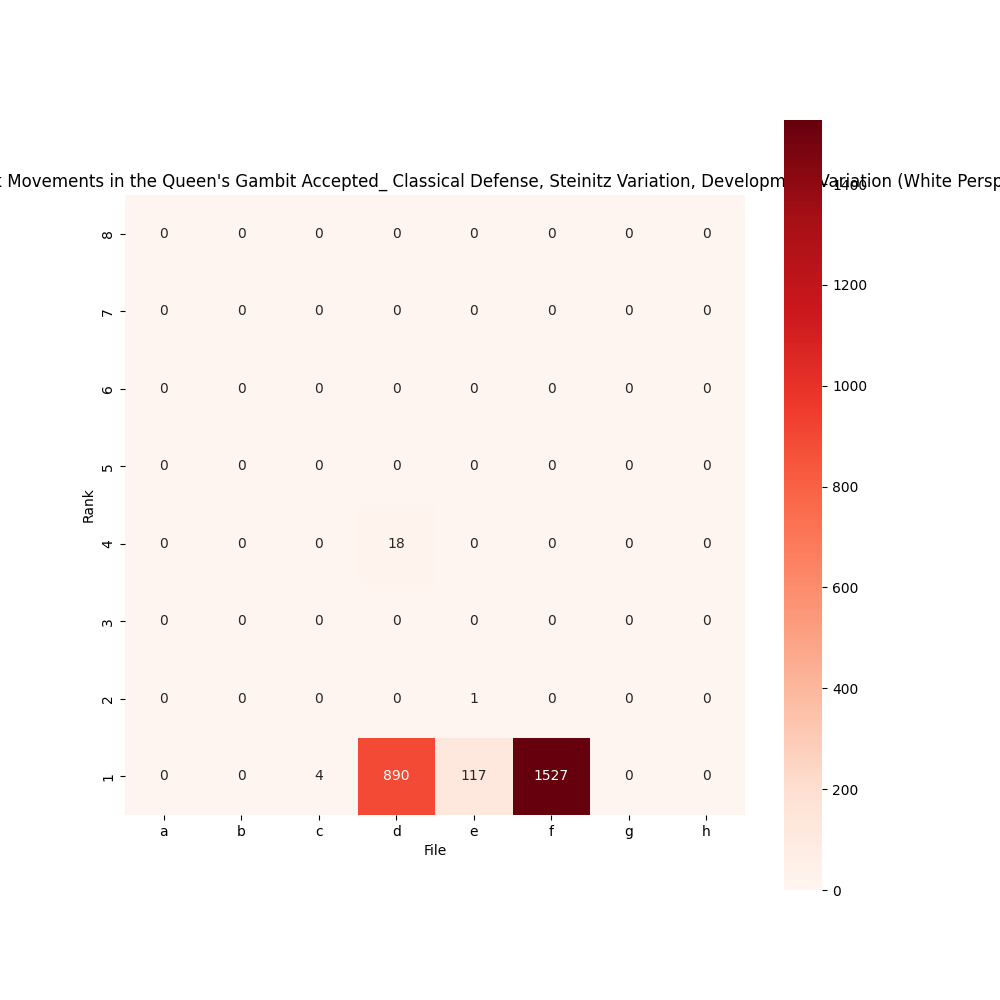 Movements in the Queen's Gambit Accepted_ Classical Defense, Steinitz Variation, Development Variation (White Persp
1400
8 0 0 0 0 0 0 0 0
1200
7 0 0 0 0 0 0 0 0
1000
6 0 0 0 0 0 0 0 0
5 0 0 0 0 0 0 0 0
800
Rank
4 0 0 0 18 0 0 0 0
600
3 0 0 0 0 0 0 0 0
400
2 0 0 0 0 1 0 0 0
1 0 0 4 890 117 1527 0 0
200
a b c d e f g h
File
0